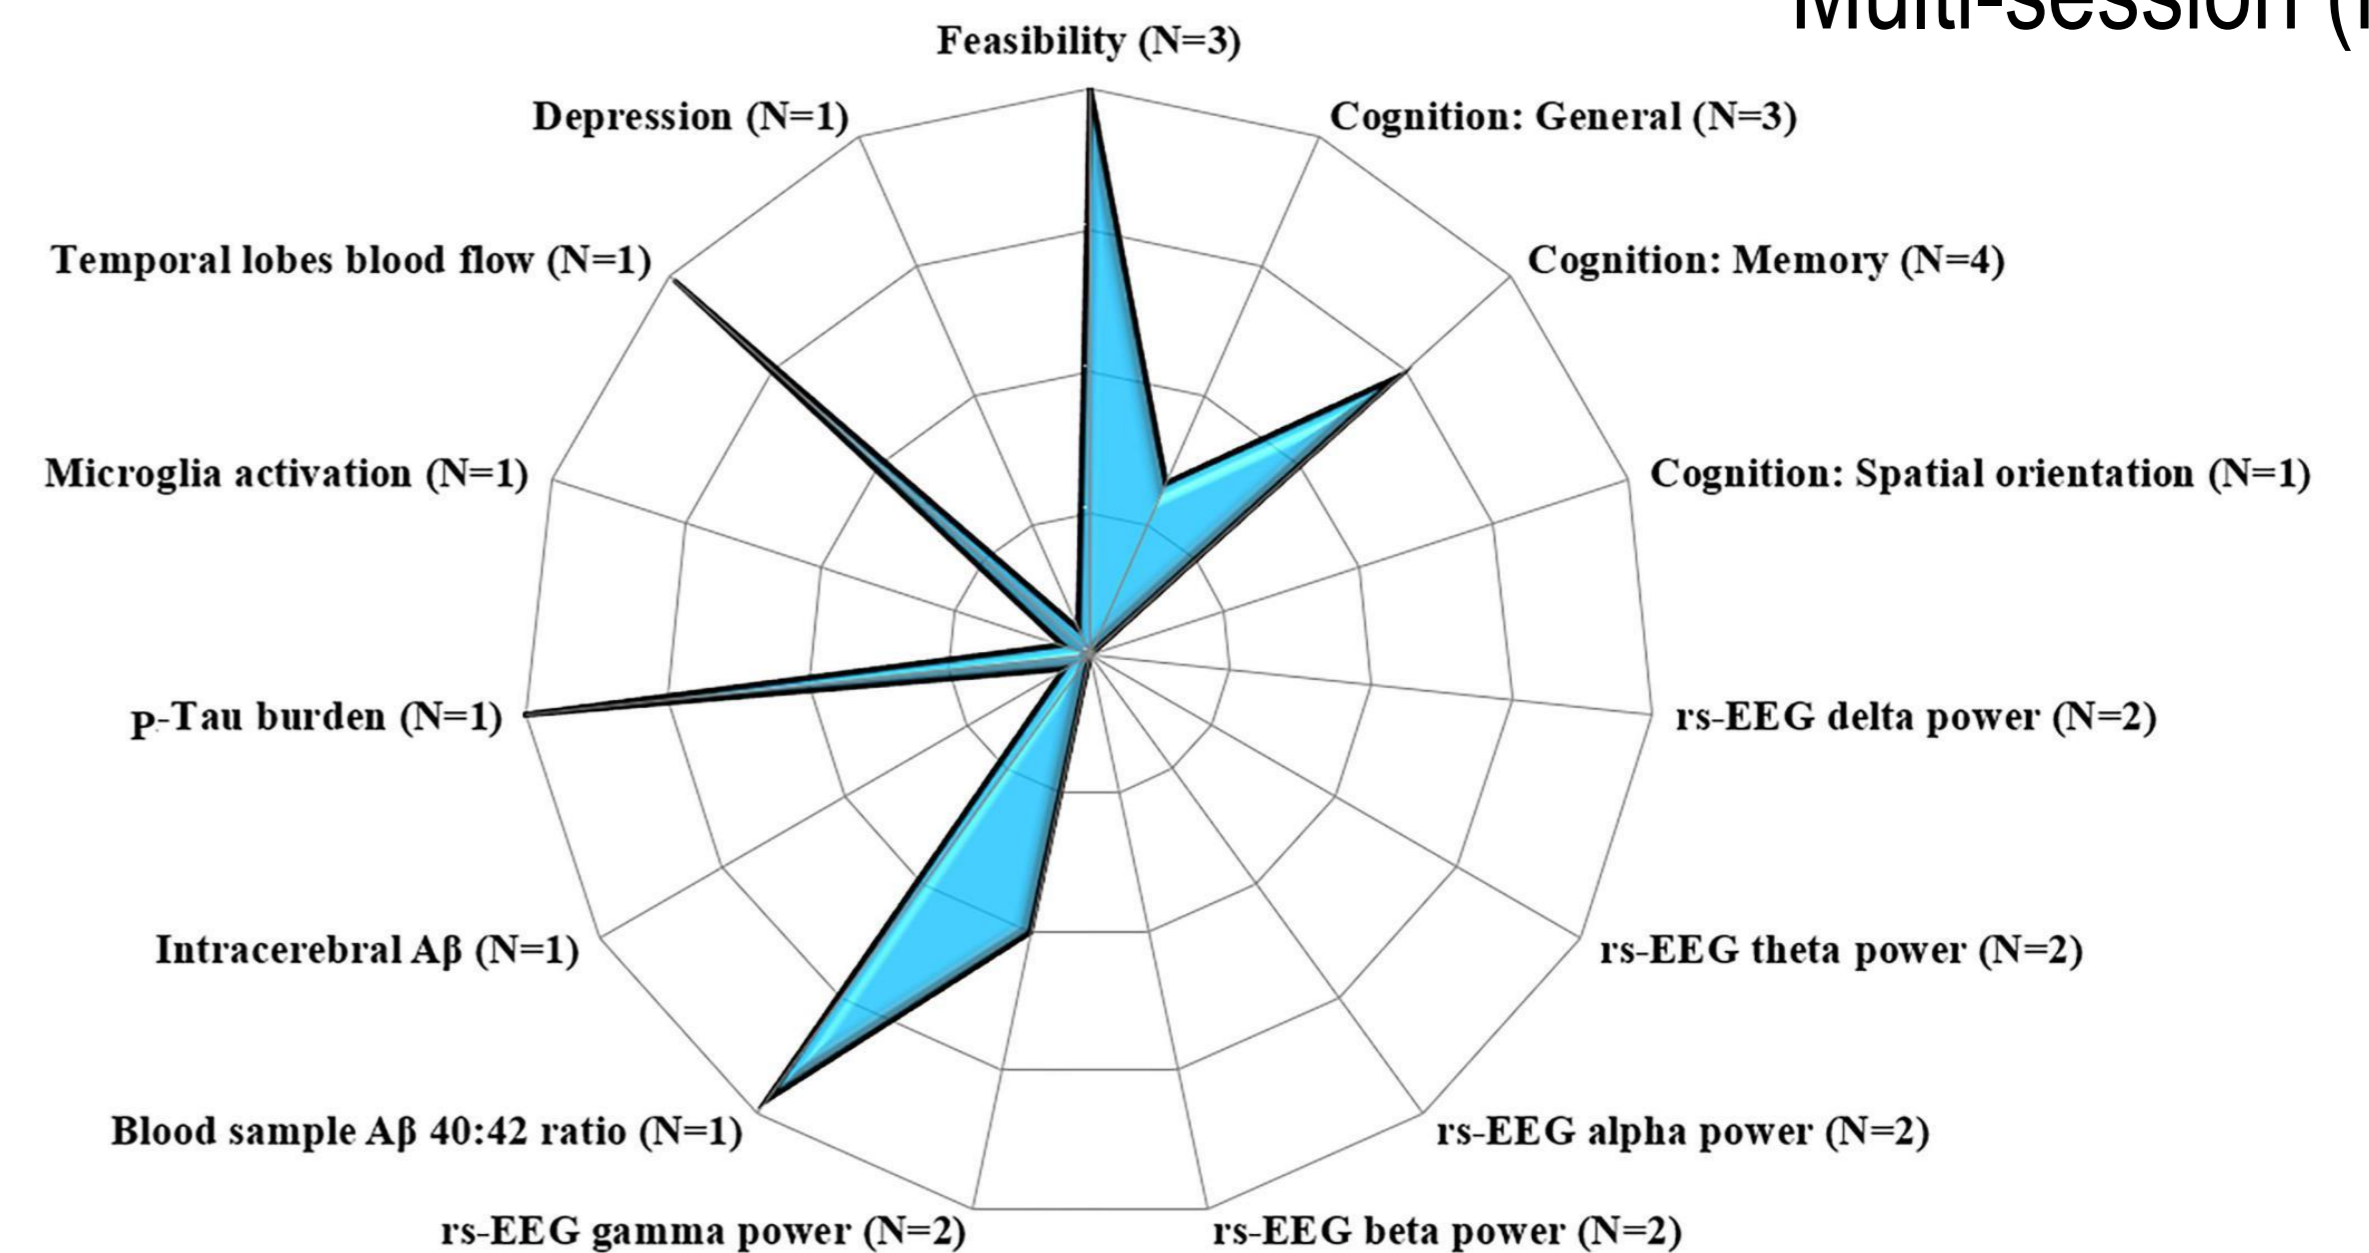 Multi-session (
Feasibility (N=3)
Depression (N=1)
Cognition: General (N=3)
Temporal lobes blood flow (N=1)
Cognition: Memory (N=4)
Microglia activation (N=1)
Cognition: Spatial orientation (N=1)
p-Tau burden (N=1)
rs-EEG delta power (N=2)
Intracerebral Aβ (N=1)
rs-EEG theta power (N=2)
Blood sample Aβ 40:42 ratio (N=1)
rs-EEG alpha power (N=2)
rs-EEG gamma power (N=2)
rs-EEG beta power (N=2)